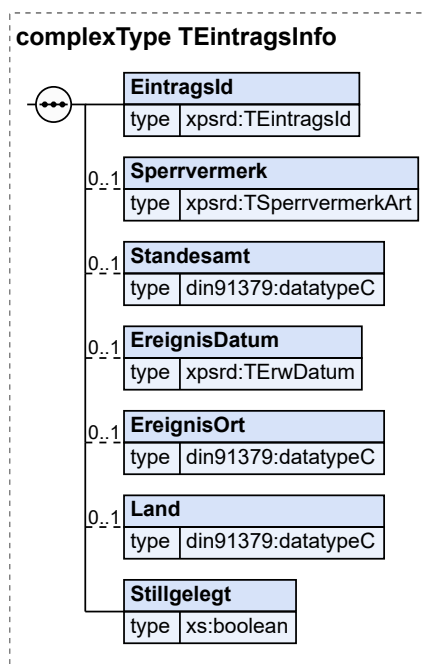 complexType TEintragsInfo
EintragsId
type xpsrd:TEintragsId
0..1 Sperrvermerk
type xpsrd:TSperrvermerkArt
0..1 Standesamt
type din91379:datatypeC
0..1 EreignisDatum
type xpsrd:TErwDatum
0..1 EreignisOrt
type din91379:datatypeC
0..1 Land
type din91379:datatypeC
Stillgelegt
type xs:boolean